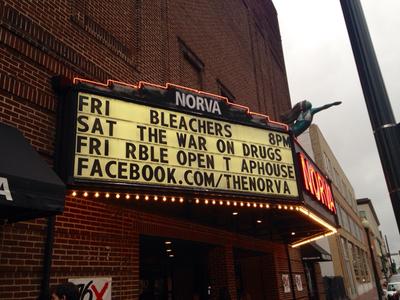 NORVA
FRI BLEACHERS 8PM
SAT THE WAR ON DRUGS
FRI RBLE OPEN T APHOUSE
FACEBOOK.COM/THENORVA
NORVA
A
X